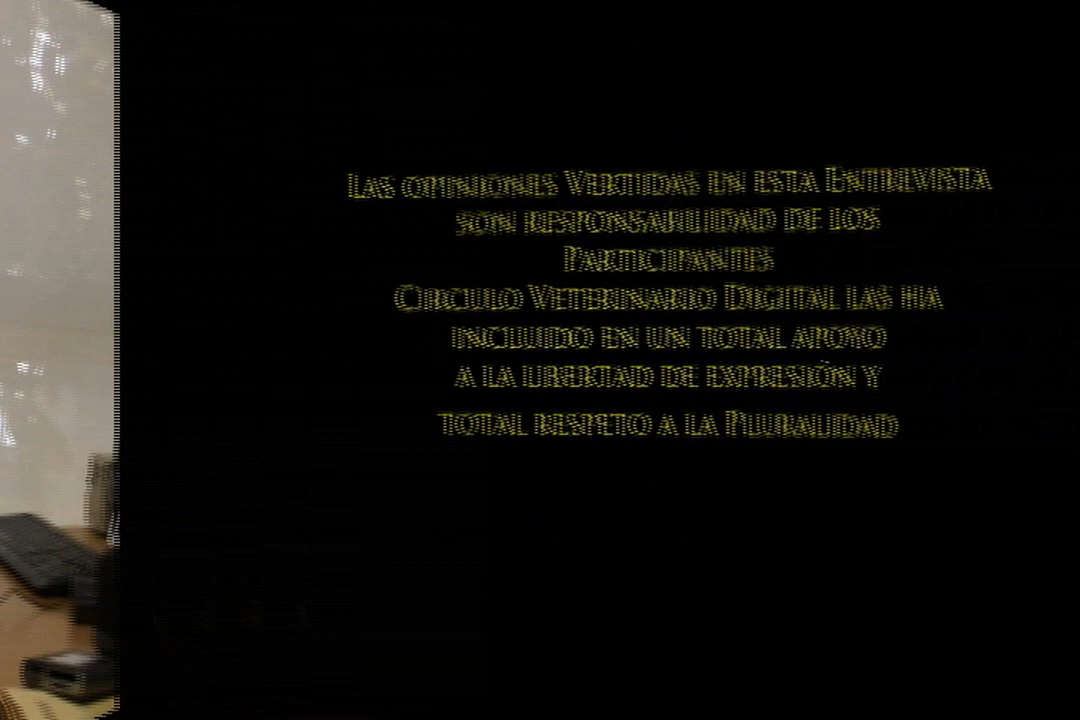 Las opiniones Vertidas en esta Entrevista
son responsabilidad de los
Participantes
Circulo Veterinario Digital las ha
incluido en un total apoyo
a la libertad de expresión y
total respeto a la Pluralidad